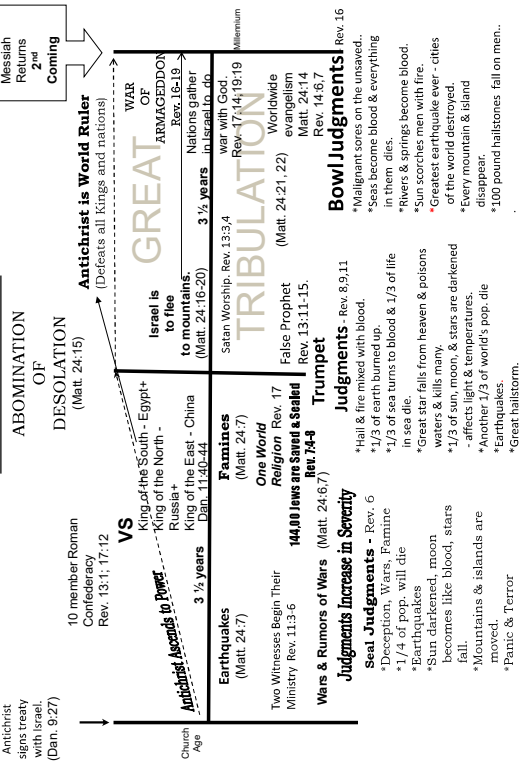 Antichrist
signs treaty
with Israel.
(Dan. 9:27)
10 member Roman
Confederacy
Rev. 13:1; 17:12
ABOMINATION
OF
DESOLATION
(Matt. 24:15)
Antichrist is World Ruler
(Defeats all Kings and nations)
Messiah
Returns
2nd
Coming
VS
King of the South - Egypt+
King of the North -
Russia+
King of the East - China
Dan. 11:40-44
Antichrist Ascends to Power
3 ½ years
Israel is
to flee
to mountains.
(Matt. 24:16-20)
GREAT
3 ½ years
WAR
OF
ARMAGEDDON
Rev. 16-19
Nations gather
in Israel to do
war with God.
Rev. 17:14;19:19
Church
Age
Millennium
Earthquakes
(Matt. 24:7)
Famines
(Matt. 24:7)
Satan Worship. Rev. 13:3,4
TRIBULATION
(Matt. 24:21, 22)
Worldwide
evangelism
Matt. 24:14
Rev. 14:6,7
Two Witnesses Begin Their
Ministry Rev. 11:3-6
One World
Religion Rev. 17
144,00 Jews are Saved & Sealed
Rev. 7:4-8
False Prophet
Rev. 13:11-15.
Wars & Rumors of Wars (Matt. 24:6,7)
Judgments Increase in Severity
Seal Judgments - Rev. 6
*Deception, Wars, Famine
*1/4 of pop. will die
*Earthquakes
*Sun darkened, moon
becomes like blood, stars
fall.
*Mountains & islands are
moved.
*Panic & Terror
Trumpet
Judgments - Rev. 8,9,11
*Hail & fire mixed with blood.
*1/3 of earth burned up.
*1/3 of sea turns to blood & 1/3 of life
in sea die.
*Great star falls from heaven & poisons
waters & kills many.
*1/3 of sun, moon, & stars are darkened
- affects light & temperatures.
*Another 1/3 of world's pop. die
*Earthquakes.
*Great hailstorm.
Bowl Judgments Rev. 16
*Malignant sores on the unsaved..
*Seas become blood & everything
in them dies.
*Rivers & springs become blood.
*Sun scorches men with fire.
*Greatest earthquake ever - cities
of the world destroyed.
*Every mountain & island
disappear.
*100 pound hailstones fall on men..
.